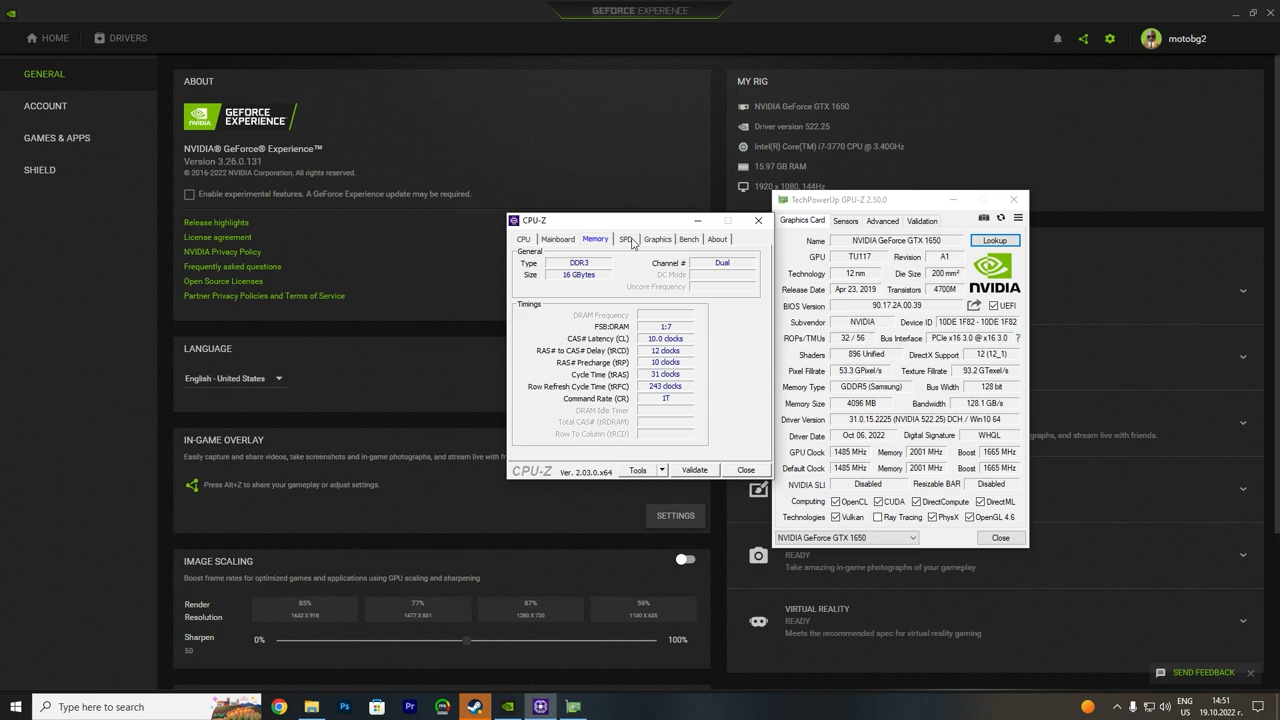 GEFORCE EXPERIENCE
HOME
DRIVERS
motobg2
GENERAL
ACCOUNT
GAMES & APPS
SHIELD
ABOUT
NVIDIA
GEFORCE
EXPERIENCE
NVIDIA® GeForce® Experience™
Version 3.26.0.131
© 2016-2022 NVIDIA Corporation, All rights reserved.
Enable experimental features. A GeForce Experience update may be required.
Release highlights
License agreement
NVIDIA Privacy Policy
Frequently asked questions
Open Source Licenses
Partner Privacy Policies and Terms of Service
LANGUAGE
English - United States
IN-GAME OVERLAY
Easily capture and share videos, take screenshots and in-game photographs, and stream live with
Press Alt+Z to share your gameplay or adjust settings.
SETTINGS
IMAGE SCALING
Boost frame rates for optimized games and applications using GPU scaling and sharpening
Render
Resolution
85%
1632 X 918
77%
1477 X 831
67%
1280 X 720
59%
1130 X 635
Sharpen
50
0%
100%
MY RIG
NVIDIA GeForce GTX 1650
Driver version 522.25
Intel(R) Core(TM) i7-3770 CPU @ 3.40GHz
15.97 GB RAM
1920 x 1080, 144Hz
CPU-Z
CPU Mainboard Memory SPD Graphics Bench About
General
Type DDR3 Channel # Dual
Size 16 GBytes DC Mode
Uncore Frequency
Timings
DRAM Frequency
FSB:DRAM 1:7
CAS# Latency (CL) 10.0 clocks
RAS# to CAS# Delay (tRCD) 12 clocks
RAS# Precharge (tRP) 10 clocks
Cycle Time (tRAS) 31 clocks
Row Refresh Cycle Time (tRFC) 243 clocks
Command Rate (CR) 1T
DRAM Idle Timer
Total CAS# (tRDRAM)
Row To Column (tRCD)
CPU-Z Ver. 2.03.0.x64 Tools Validate Close
TechPowerUp GPU-Z 2.50.0
Graphics Card Sensors Advanced Validation
Name NVIDIA GeForce GTX 1650 Lookup
GPU TU117 Revision A1
Technology 12 nm Die Size 200 mm²
Release Date Apr 23, 2019 Transistors 4700M
NVIDIA
BIOS Version 90.17.2A.00.39 UEFI
Subvendor NVIDIA Device ID 10DE 1F82 - 10DE 1F82
ROPs/TMUs 32 / 56 Bus Interface PCIe x16 3.0 @ x16 3.0 ?
Shaders 896 Unified DirectX Support 12 (12_1)
Pixel Fillrate 53.3 GPixel/s Texture Fillrate 93.2 GTexel/s
Memory Type GDDR5 (Samsung) Bus Width 128 bit
Memory Size 4096 MB Bandwidth 128.1 GB/s
Driver Version 31.0.15.2225 (NVIDIA 522.25) DCH / Win10 64
Driver Date Oct 06, 2022 Digital Signature WHQL
GPU Clock 1485 MHz Memory 2001 MHz Boost 1665 MHz
Default Clock 1485 MHz Memory 2001 MHz Boost 1665 MHz
NVIDIA SLI Disabled Resizable BAR Disabled
Computing OpenCL CUDA DirectCompute DirectML
Technologies Vulkan Ray Tracing PhysX OpenGL 4.6
NVIDIA GeForce GTX 1650 Close
graphs, and stream live with friends.
READY
Take amazing in-game photographs of your gameplay
VIRTUAL REALITY
READY
Meets the recommended spec for virtual reality gaming
SEND FEEDBACK
Type here to search
Ps
Pr
ENG
US
14:51
19.10.2022 г.